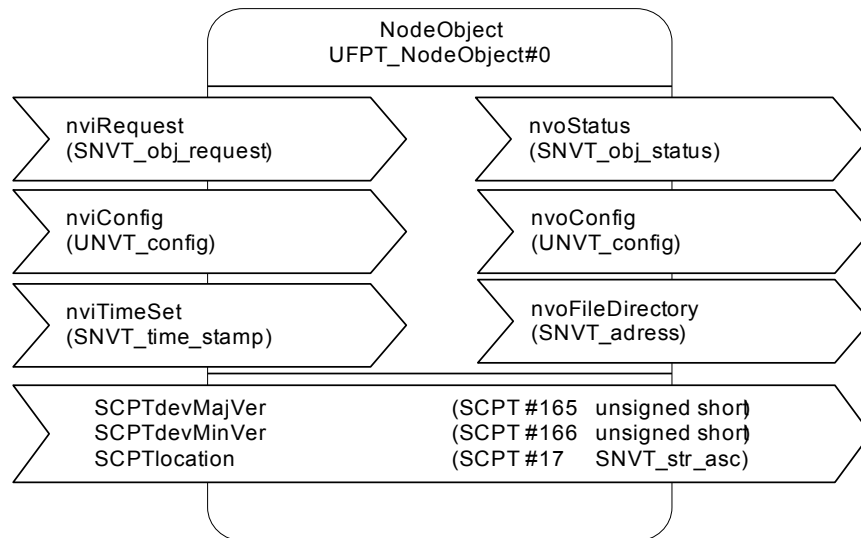 NodeObject
UFPT_NodeObject#0
nviRequest
(SNVT_obj_request)
nvoStatus
(SNVT_obj_status)
nviConfig
(UNVT_config)
nvoConfig
(UNVT_config)
nviTimeSet
(SNVT_time_stamp)
nvoFileDirectory
(SNVT_adress)
SCPTdevMajVer (SCPT #165 unsigned short)
SCPTdevMinVer (SCPT #166 unsigned short)
SCPTlocation (SCPT #17 SNVT_str_asc)